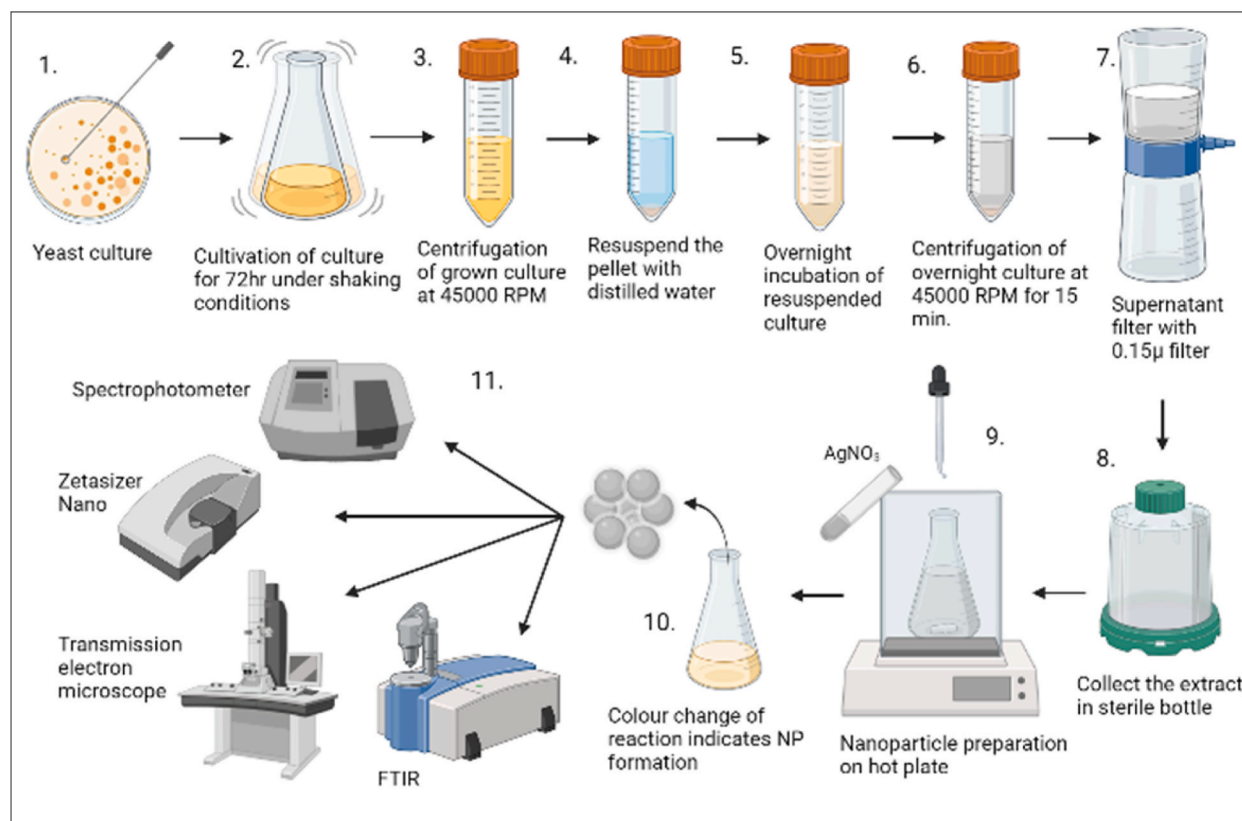 1.
Yeast culture
2.
Cultivation of culture
for 72hr under shaking
conditions
3.
Centrifugation
of grown culture
at 45000 RPM
4.
Resuspend the
pellet with
distilled water
5.
Overnight
incubation of
resuspended
culture
6.
Centrifugation of
overnight culture at
45000 RPM for 15
min.
7.
Supernatant
filter with
0.15µ filter
8.
Collect the extract
in sterile bottle
9.
AgNO₃
Nanoparticle preparation
on hot plate
10.
Colour change of
reaction indicates NP
formation
11.
Spectrophotometer
Zetasizer
Nano
Transmission
electron
microscope
FTIR